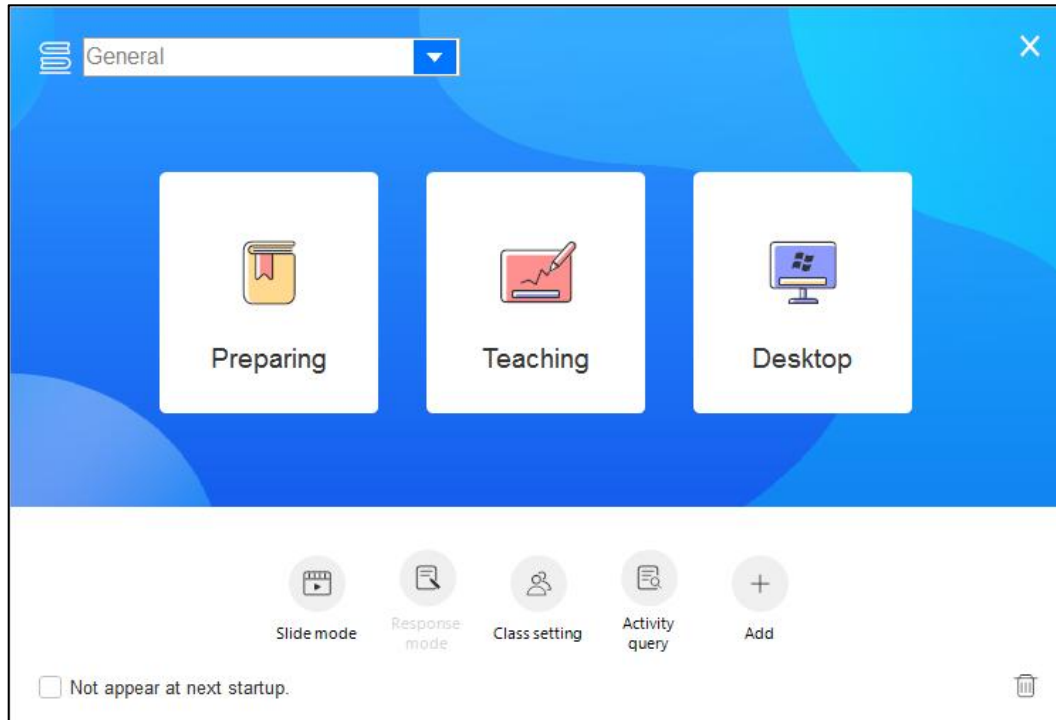 General
Preparing
Teaching
Desktop
Slide mode
Response
mode
Class setting
Activity
query
Add
Not appear at next startup.